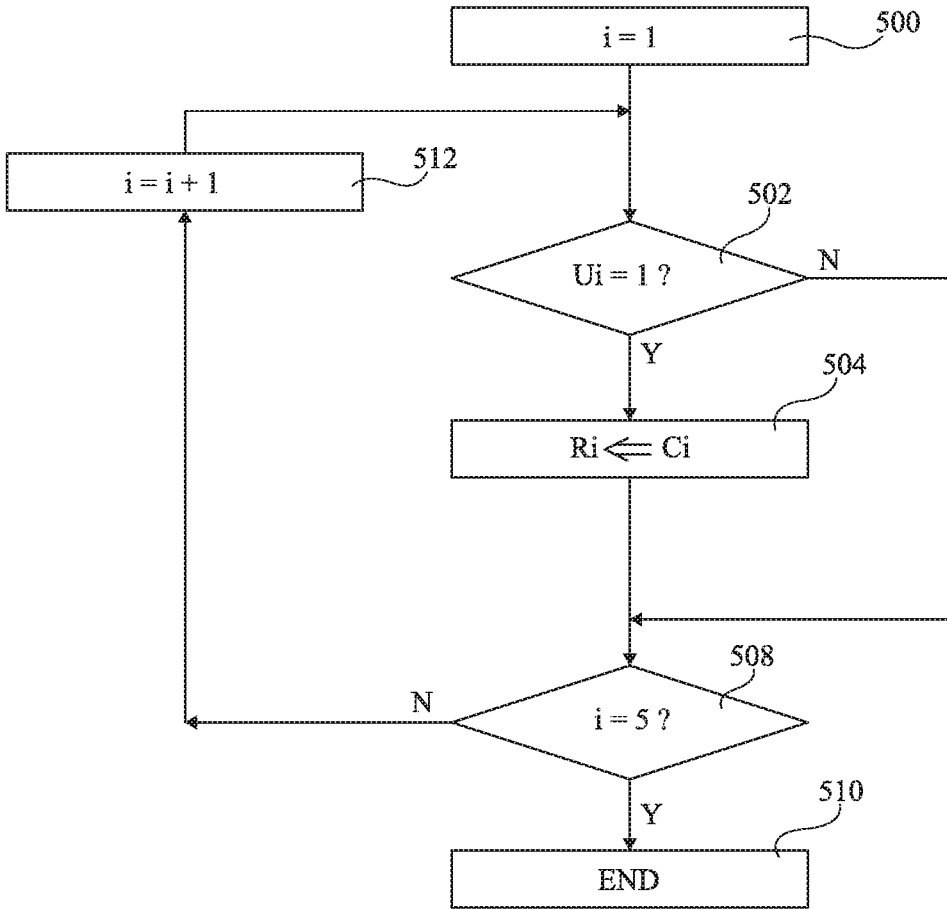 i = 1
500
i = i + 1
512
502
Ui = 1 ?
N
Y
504
Ri ⇐ Ci
508
N
i = 5 ?
Y
510
END